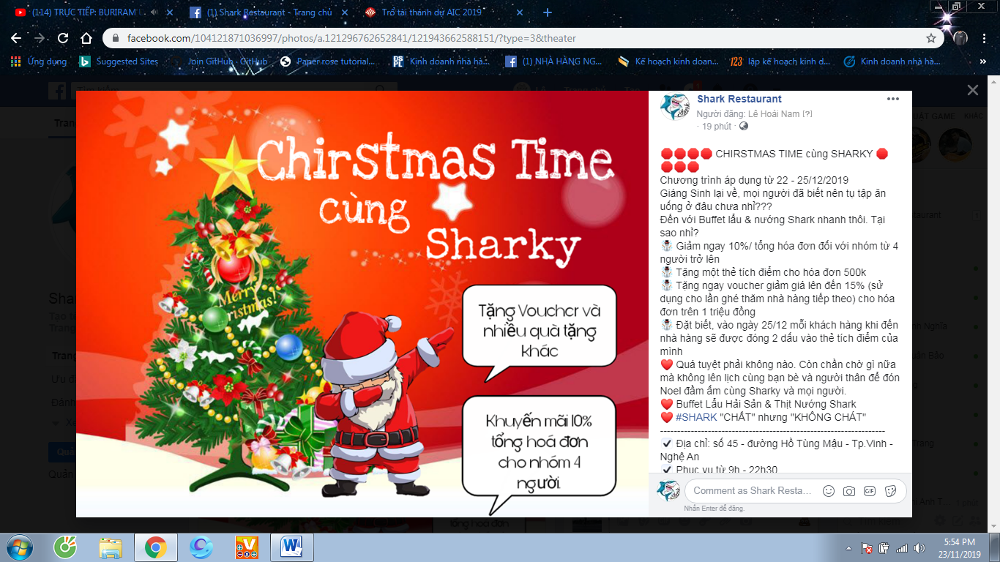 (114) TRỰC TIẾP: BURIRAM U
(1) Shark Restaurant - Trang chủ
Trổ tài thánh dự AIC 2019
facebook.com/104121871036997/photos/a.121296762652841/121943662588151/?type=3&theater
Ứng dụng
Suggested Sites
Join GitHub · GitHub
Paper rose tutorial....
Kinh doanh nhà hà...
(1) NHÀ HÀNG NG...
Kế hoạch kinh doan...
lập kế hoạch kinh d...
Kinh doanh nhà hà...
Chirstmas Time
cùng
Sharky
Merry
Christmas!
Tặng Voucher và
nhiều quà tặng
khác
Khuyến mãi 10%
tổng hoá đơn
cho nhóm 4
người.
Shark Restaurant
Người đăng: Lê Hoài Nam [?]
· 19 phút ·
CHIRSTMAS TIME cùng SHARKY
Chương trình áp dụng từ 22 - 25/12/2019
Giáng Sinh lại về, mọi người đã biết nên tụ tập ăn
uống ở đâu chưa nhỉ???
Đến với Buffet lẩu & nướng Shark nhanh thôi. Tại
sao nhỉ?
Giảm ngay 10%/ tổng hóa đơn đối với nhóm từ 4
người trở lên
Tặng một thẻ tích điểm cho hóa đơn 500k
Tặng ngay voucher giảm giá lên đến 15% (sử
dụng cho lần ghé thăm nhà hàng tiếp theo) cho hóa
đơn trên 1 triệu đồng
Đặt biết, vào ngày 25/12 mỗi khách hàng khi đến
nhà hàng sẽ được đóng 2 dấu vào thẻ tích điểm của
mình
Quá tuyệt phải không nào. Còn chần chờ gì nữa
mà không lên lịch cùng bạn bè và người thân để đón
Noel đầm ấm cùng Sharky và mọi người.
Buffet Lẩu Hải Sản & Thịt Nướng Shark
#SHARK "CHẤT" nhưng "KHÔNG CHÁT"
------------------------------------------------------------------
Địa chỉ: số 45 - đường Hồ Tùng Mậu - Tp.Vinh -
Nghệ An
Phục vụ từ 9h - 22h30
Comment as Shark Resta...
GIF
Nhấn Enter để đăng.
5:54 PM
23/11/2019